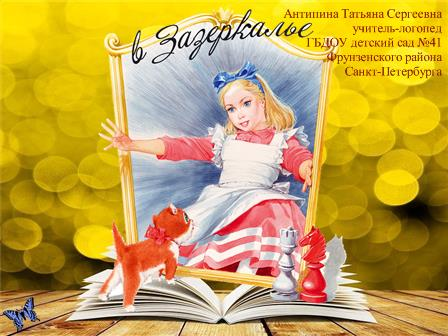 в Зазеркалье
Антипина Татьяна Сергеевна
учитель-логопед
ГБДОУ детский сад №41
Фрунзенского района
Санкт-Петербурга